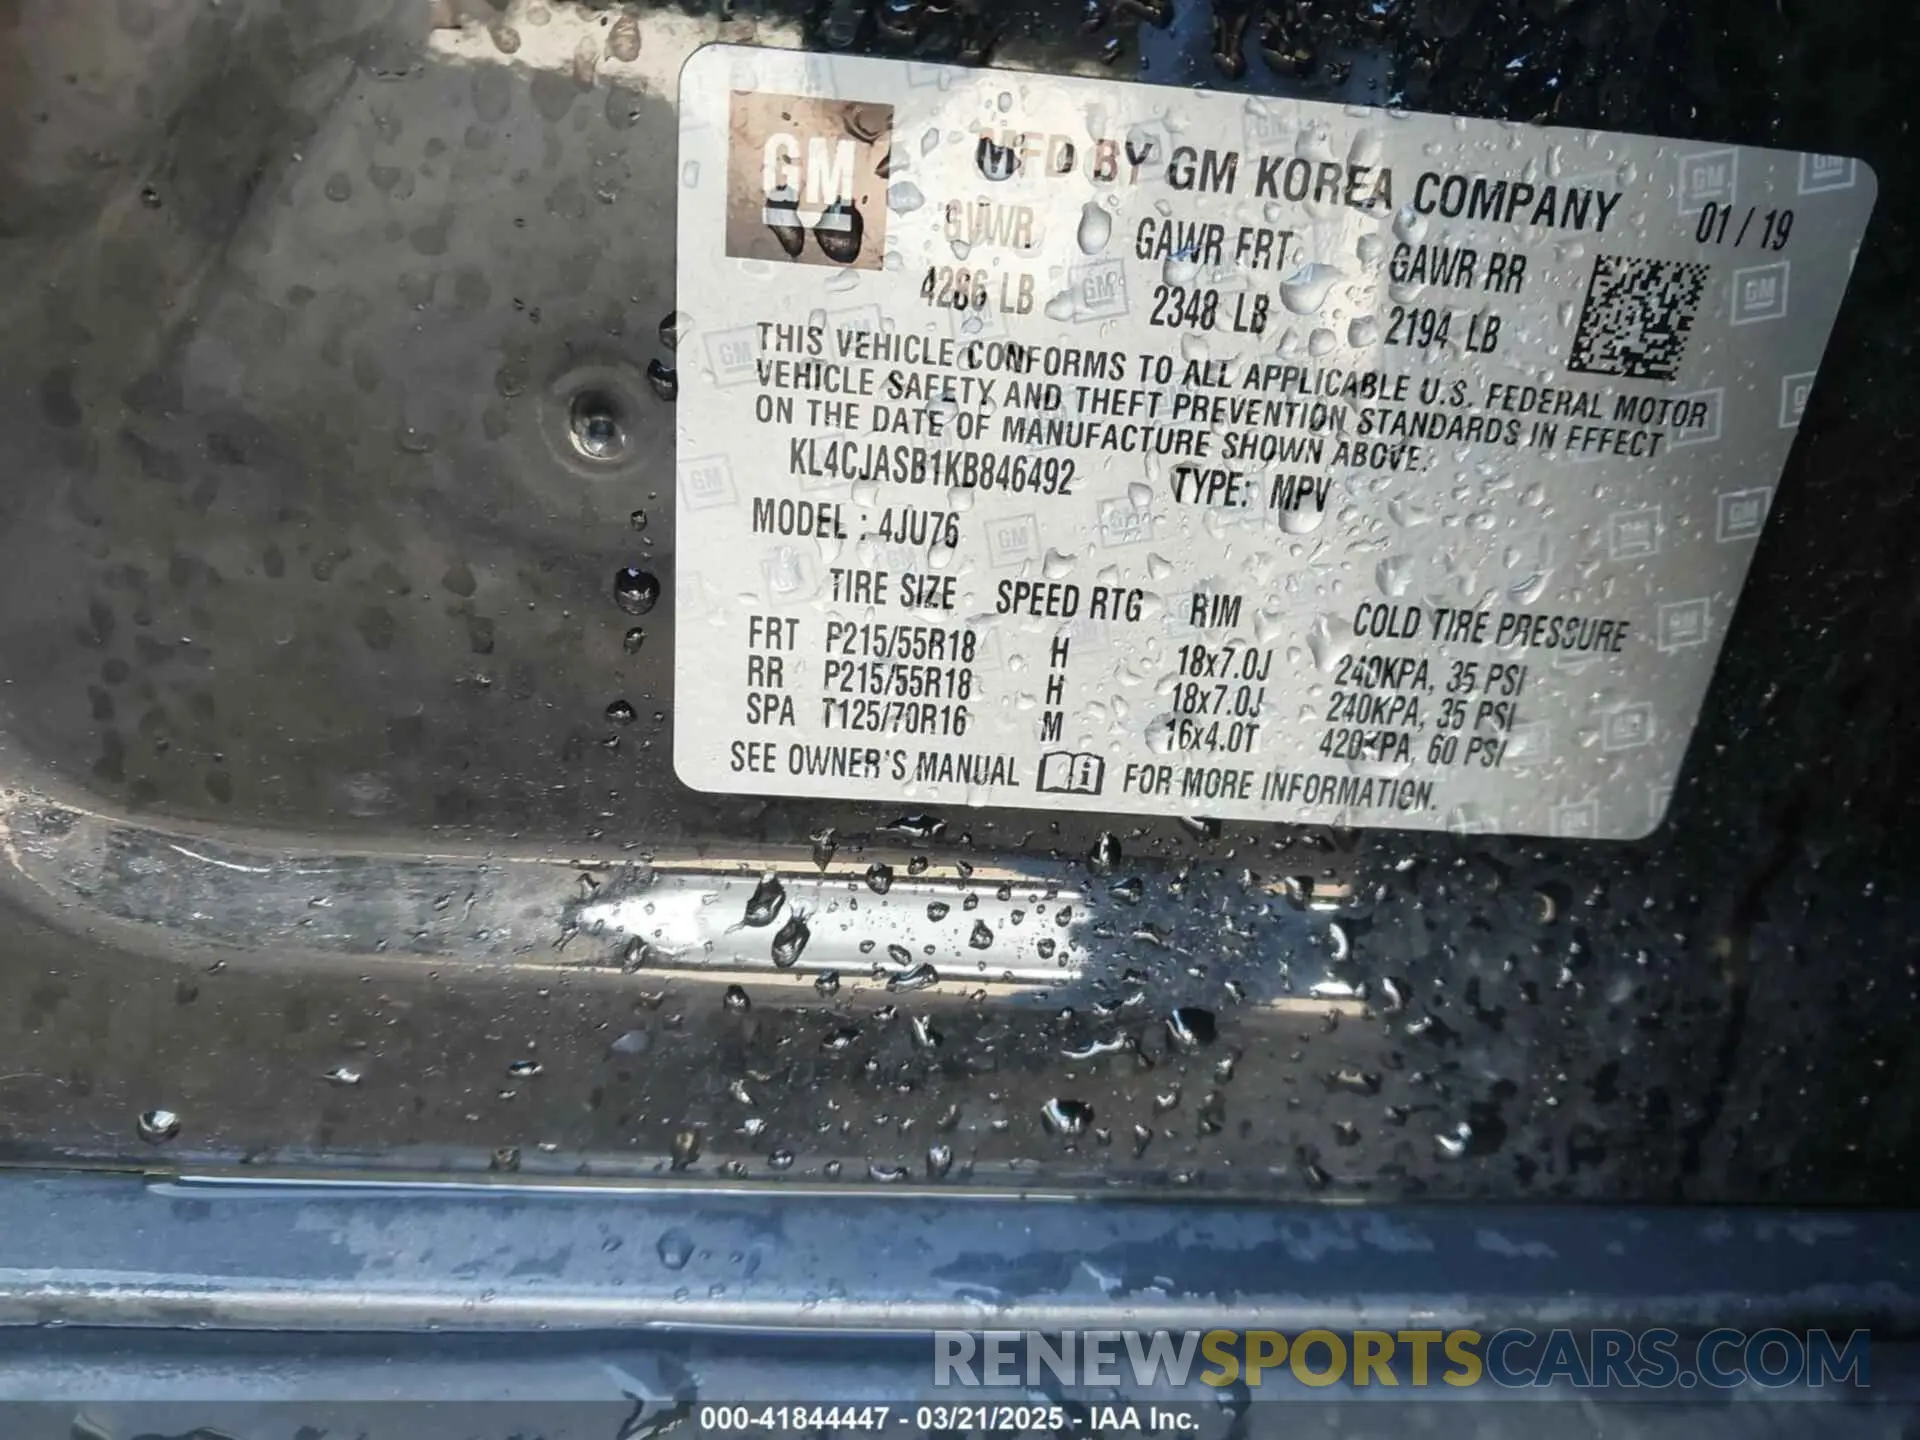 GM MFD BY GM KOREA COMPANY 01 / 19
GVWR GAWR FRT GAWR RR
4286 LB 2348 LB 2194 LB
THIS VEHICLE CONFORMS TO ALL APPLICABLE U.S. FEDERAL MOTOR
VEHICLE SAFETY AND THEFT PREVENTION STANDARDS IN EFFECT
ON THE DATE OF MANUFACTURE SHOWN ABOVE.
KL4CJASB1KB846492 TYPE: MPV
MODEL : 4JU76
TIRE SIZE SPEED RTG RIM COLD TIRE PRESSURE
FRT P215/55R18 H 18x7.0J 240KPA, 35 PSI
RR P215/55R18 H 18x7.0J 240KPA, 35 PSI
SPA T125/70R16 M 16x4.0T 420KPA, 60 PSI
SEE OWNER'S MANUAL FOR MORE INFORMATION.
RENEWSPORTSCARS.COM
000-41844447 - 03/21/2025 - IAA Inc.